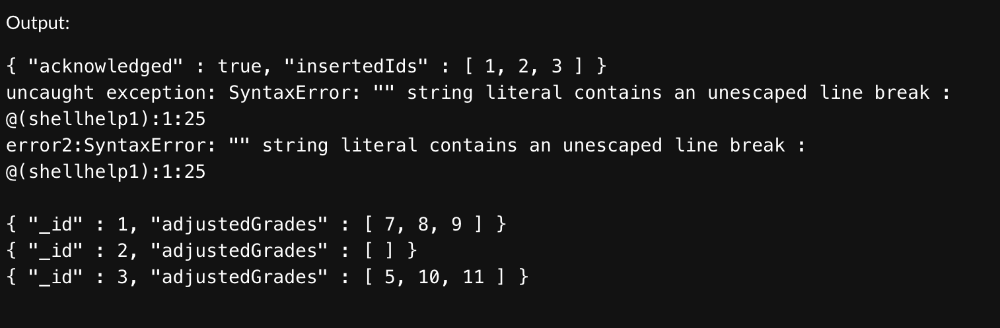 Output:
{ "acknowledged" : true, "insertedIds" : [ 1, 2, 3 ] }
uncaught exception: SyntaxError: "" string literal contains an unescaped line break :
@(shellhelp1):1:25
error2:SyntaxError: "" string literal contains an unescaped line break :
@(shellhelp1):1:25
{ "_id" : 1, "adjustedGrades" : [ 7, 8, 9 ] }
{ "_id" : 2, "adjustedGrades" : [ ] }
{ "_id" : 3, "adjustedGrades" : [ 5, 10, 11 ] }